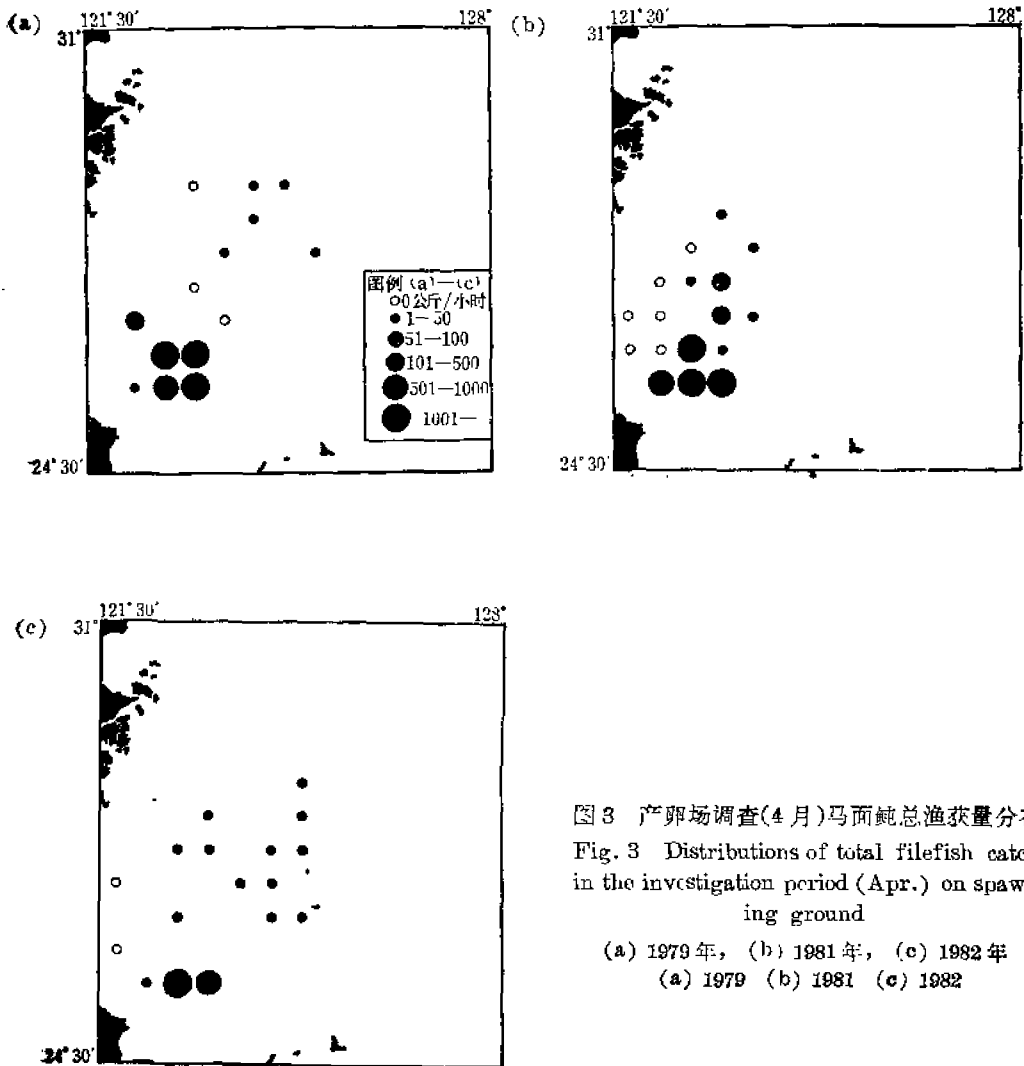 (a)
121°30′
128°
31°
24°30′
图例 (a)—(c)
0公斤/小时
1—50
51—100
101—500
501—1000
1001—
(b)
121°30′
128°
31°
24°30′
(c)
121°30′
128°
31°
24°30′
图3 产卵场调查(4月)马面鲀总渔获量分布
Fig. 3 Distributions of total filefish catc
in the investigation period (Apr.) on spaw
ing ground
(a) 1979年, (b) 1981年, (c) 1982年
(a) 1979 (b) 1981 (c) 1982